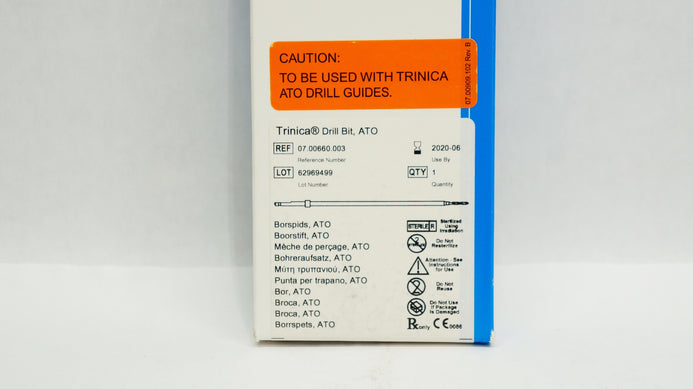 CAUTION:
TO BE USED WITH TRINICA
ATO DRILL GUIDES.
07.00909.102 Rev. B
Trinica® Drill Bit, ATO
REF 07.00660.003
Reference Number
2020-06
Use By
LOT 62969499
Lot Number
QTY 1
Quantity
Borspids, ATO
Boorstift, ATO
Mèche de perçage, ATO
Bohreraufsatz, ATO
Μύτη τρυπανιού, ATO
Punta per trapano, ATO
Bor, ATO
Broca, ATO
Broca, ATO
Borrspets, ATO
STERILE R Sterilized
Using
Irradiation
Do Not
Resterilize
Attention - See
Instructions
for Use
Do Not
Reuse
Do Not Use
If Package
is Damaged
Rx only CE 0086